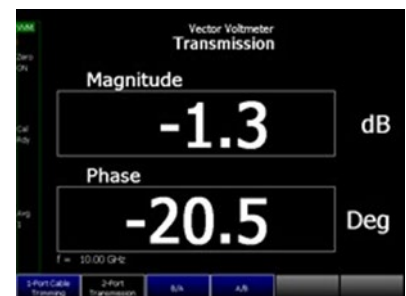 VVM
Vector Voltmeter
Transmission
Zero
ON
Magnitude
-1.3 dB
Cal
Rdy
Phase
-20.5 Deg
Avg
1
f = 10.00 GHz
1-Port Cable
Trimming
2-Port
Transmission
B/A
A/B